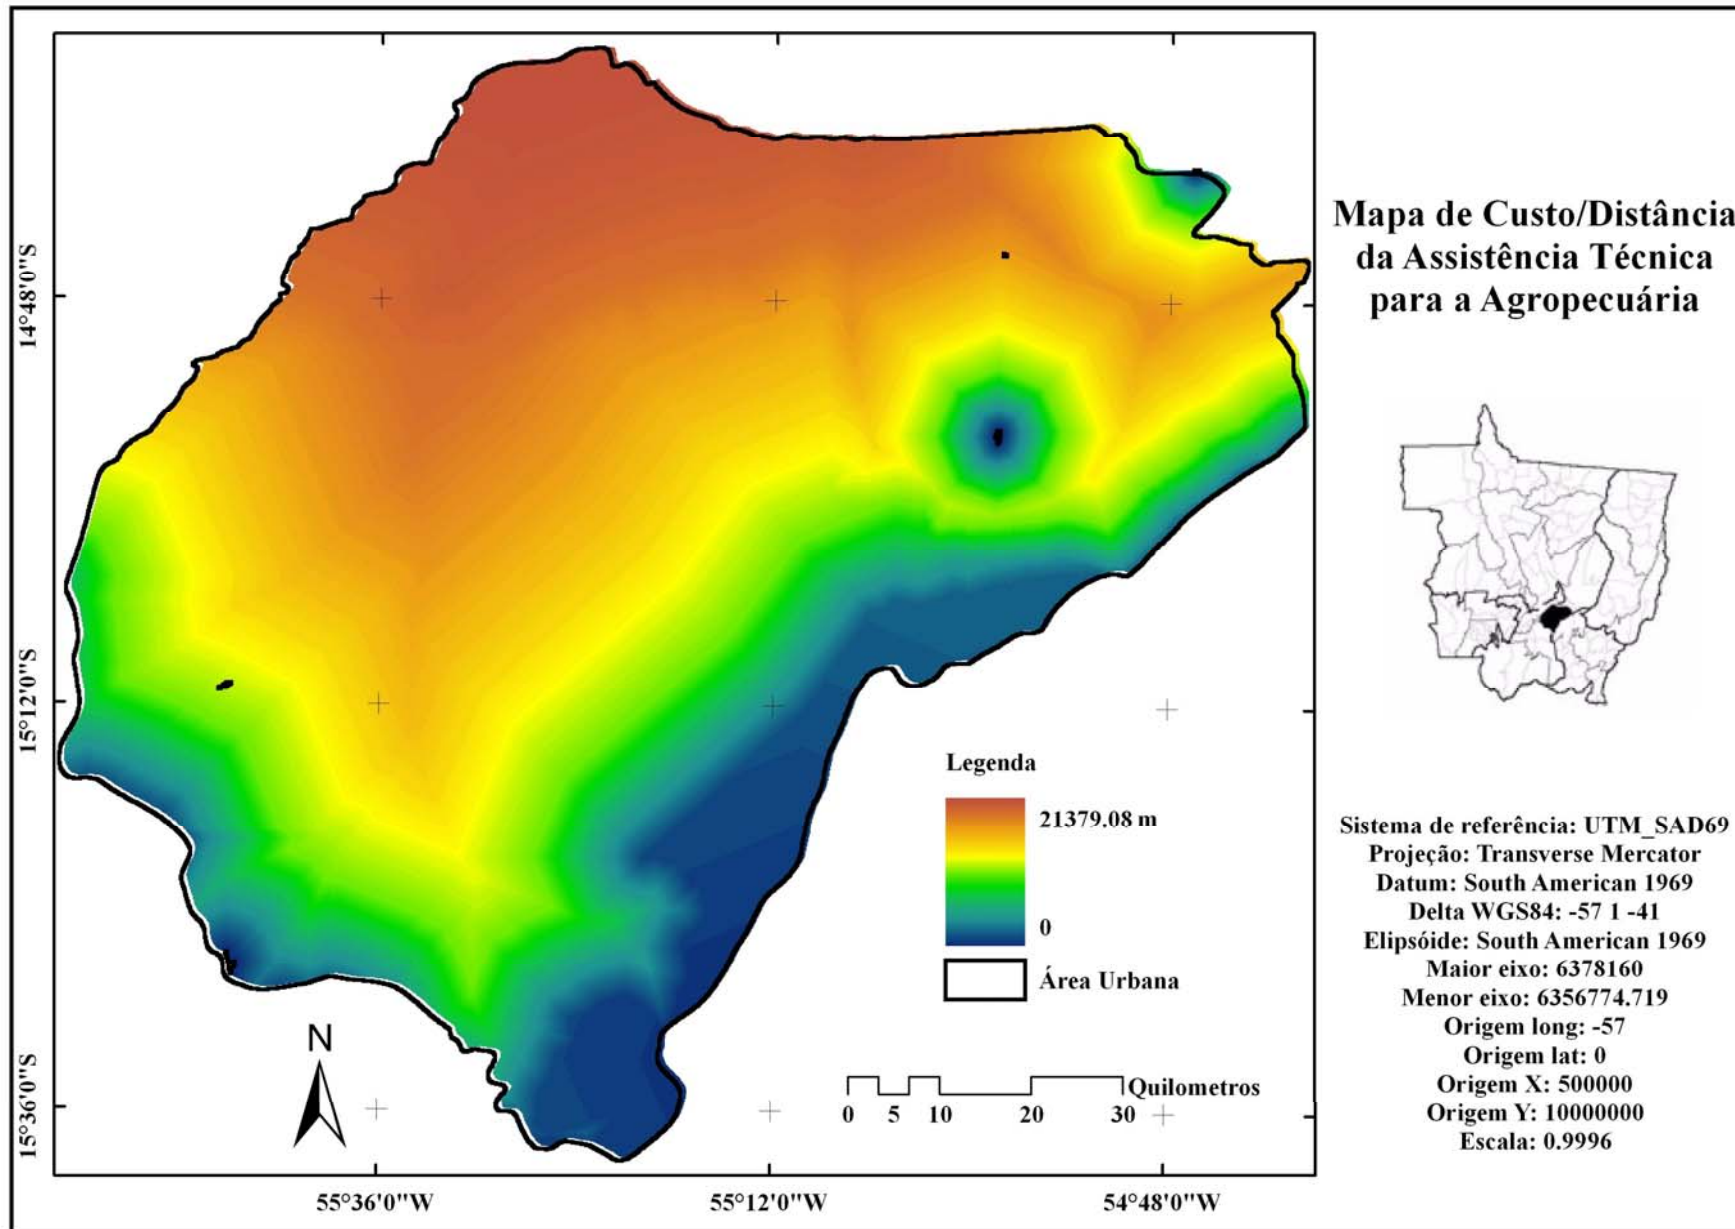 Mapa de Custo/Distância
da Assistência Técnica
para a Agropecuária
14°48'0"S
15°12'0"S
15°36'0"S
Legenda
21379.08 m
0
Área Urbana
N
Quilometros
0 5 10 20 30
55°36'0"W 55°12'0"W 54°48'0"W
Sistema de referência: UTM_SAD69
Projeção: Transverse Mercator
Datum: South American 1969
Delta WGS84: -57 1 -41
Elipsóide: South American 1969
Maior eixo: 6378160
Menor eixo: 6356774.719
Origem long: -57
Origem lat: 0
Origem X: 500000
Origem Y: 10000000
Escala: 0.9996